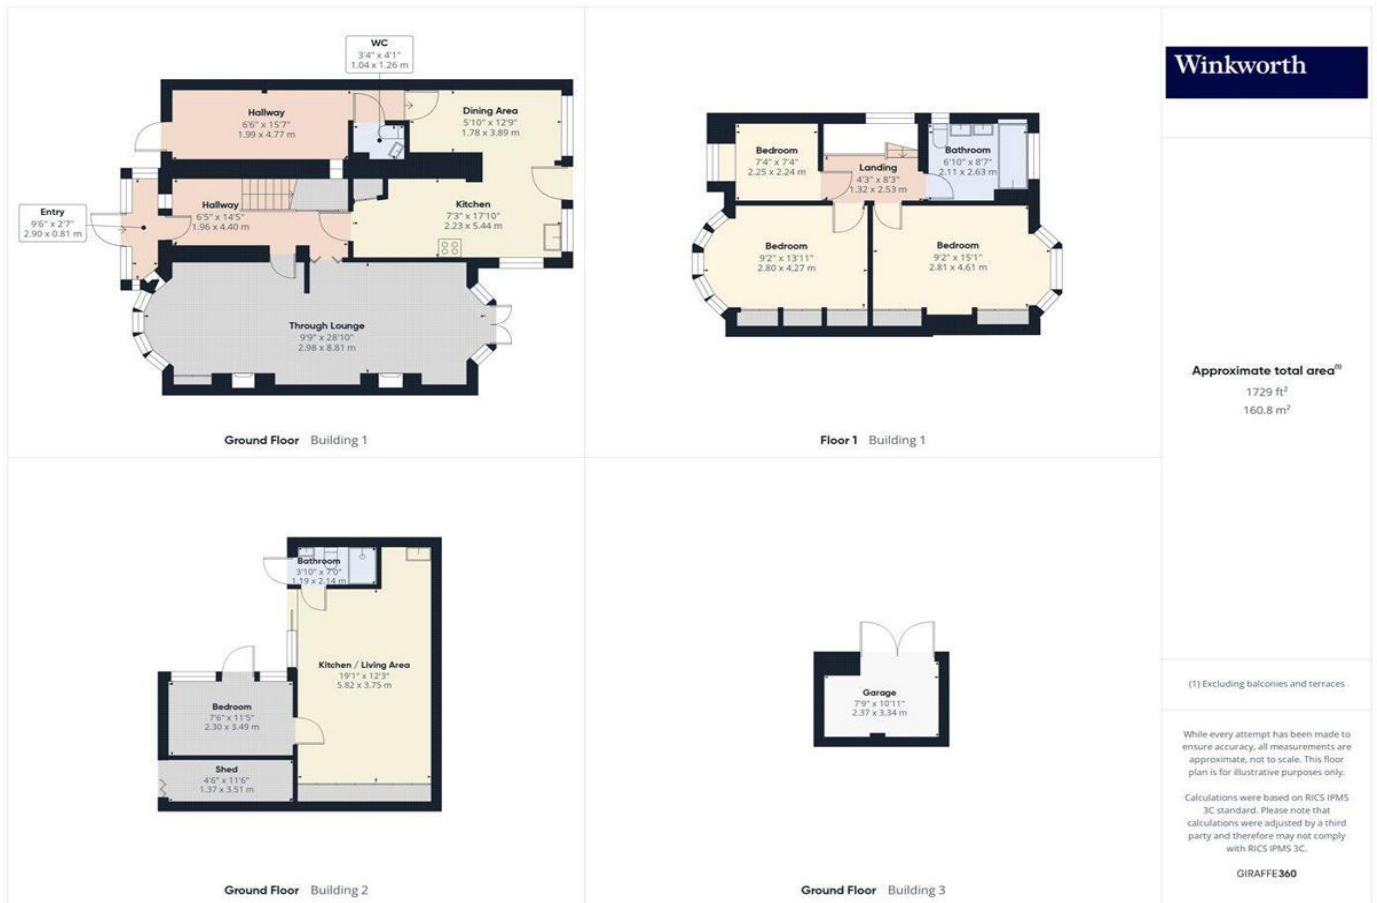 WC
3'4" x 4'1"
1.04 x 1.26 m
Hallway
6'6" x 15'7"
1.99 x 4.77 m
Dining Area
5'10" x 12'9"
1.78 x 3.89 m
Entry
9'6" x 2'7"
2.90 x 0.81 m
Hallway
6'5" x 14'5"
1.96 x 4.40 m
Kitchen
7'3" x 17'10"
2.23 x 5.44 m
Through Lounge
9'9" x 28'10"
2.98 x 8.81 m
Ground Floor Building 1
Bedroom
7'4" x 7'4"
2.25 x 2.24 m
Landing
4'3" x 8'3"
1.32 x 2.53 m
Bathroom
6'10" x 8'7"
2.11 x 2.63 m
Bedroom
9'2" x 13'11"
2.80 x 4.27 m
Bedroom
9'2" x 15'1"
2.81 x 4.61 m
Floor 1 Building 1
Bathroom
3'10" x 7'0"
1.19 x 2.14 m
Kitchen / Living Area
19'1" x 12'3"
5.82 x 3.75 m
Bedroom
7'6" x 11'5"
2.30 x 3.49 m
Shed
4'6" x 11'6"
1.37 x 3.51 m
Ground Floor Building 2
Garage
7'9" x 10'11"
2.37 x 3.34 m
Ground Floor Building 3
Winkworth
Approximate total area(1)
1729 ft²
160.8 m²
(1) Excluding balconies and terraces
While every attempt has been made to
ensure accuracy, all measurements are
approximate, not to scale. This floor
plan is for illustrative purposes only.
Calculations were based on RICS IPMS
3C standard. Please note that
calculations were adjusted by a third
party and therefore may not comply
with RICS IPMS 3C.
GIRAFFE360